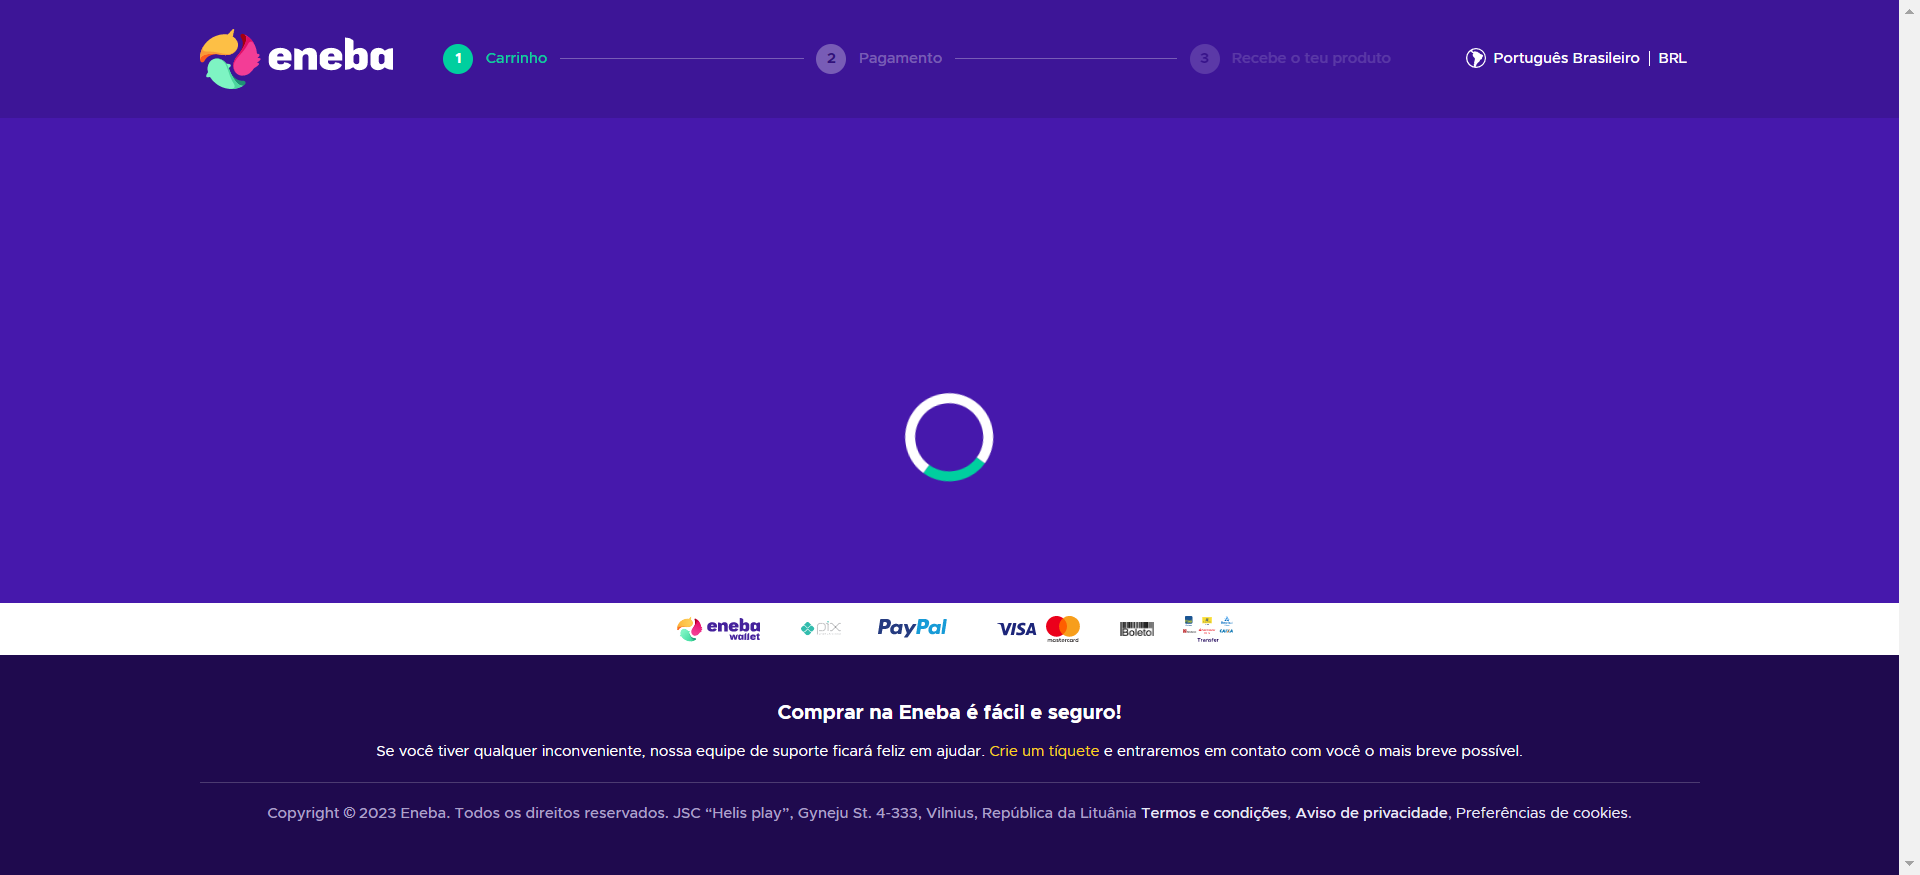 eneba
1 Carrinho 2 Pagamento 3 Recebe o teu produto Português Brasileiro | BRL
eneba wallet pix PayPal VISA mastercard Boleto CAIXA Transfer
Comprar na Eneba é fácil e seguro!
Se você tiver qualquer inconveniente, nossa equipe de suporte ficará feliz em ajudar. Crie um tíquete e entraremos em contato com você o mais breve possível.
Copyright © 2023 Eneba. Todos os direitos reservados. JSC “Helis play”, Gyneju St. 4-333, Vilnius, República da Lituânia Termos e condições, Aviso de privacidade, Preferências de cookies.